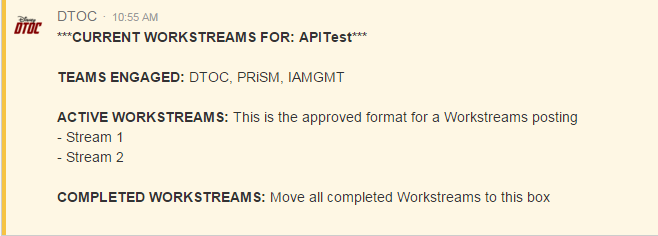 Disney
DTOC
DTOC · 10:55 AM
***CURRENT WORKSTREAMS FOR: APITest***
TEAMS ENGAGED: DTOC, PRiSM, IAMGMT
ACTIVE WORKSTREAMS: This is the approved format for a Workstreams posting
- Stream 1
- Stream 2
COMPLETED WORKSTREAMS: Move all completed Workstreams to this box